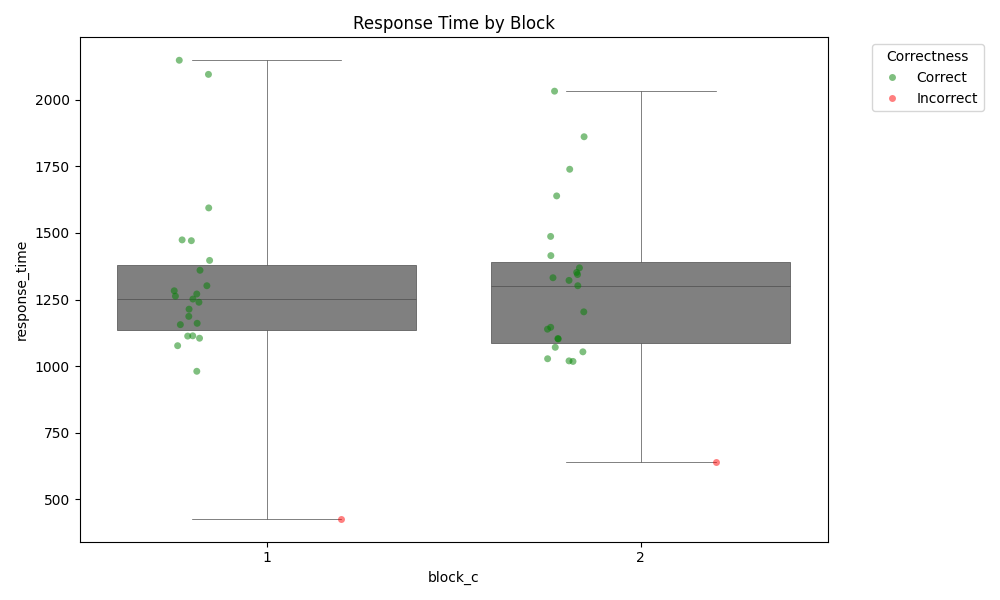 Response Time by Block
Correctness
Correct
Incorrect
response_time
2000
1750
1500
1250
1000
750
500
1
2
block_c